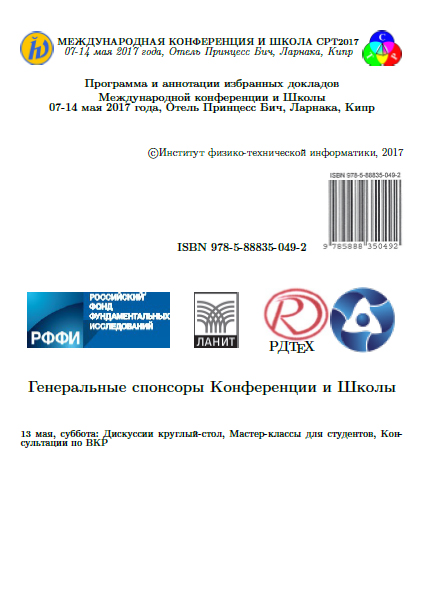 МЕЖДУНАРОДНАЯ КОНФЕРЕНЦИЯ И ШКОЛА CPT2017
07-14 мая 2017 года, Отель Принцесс Бич, Ларнака, Кипр
Программа и аннотации избранных докладов
Международной конференции и Школы
07-14 мая 2017 года, Отель Принцесс Бич, Ларнака, Кипр
©Институт физико-технической информатики, 2017
ISBN 978-5-88835-049-2
9 785888 350492
ISBN 978-5-88835-049-2
РОССИЙСКИЙ
ФОНД
ФУНДАМЕНТАЛЬНЫХ
ИССЛЕДОВАНИЙ
РФФИ
ЛАНИТ
РДТЕХ
Генеральные спонсоры Конференции и Школы
13 мая, суббота: Дискуссии круглый-стол, Мастер-классы для студентов, Кон-
сультации по ВКР